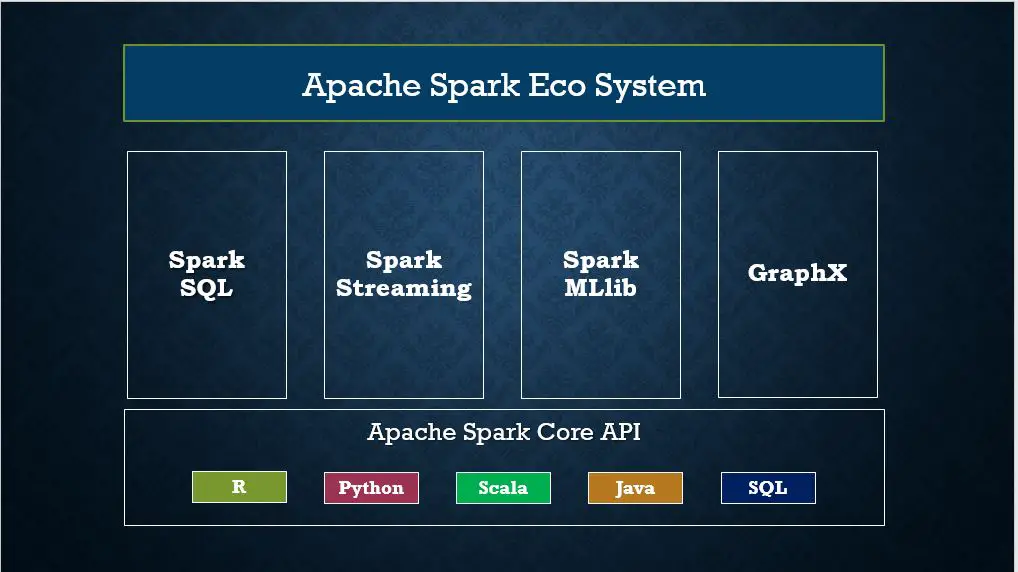 Apache Spark Eco System
Spark
SQL
Spark
Streaming
Spark
MLlib
GraphX
Apache Spark Core API
R
Python
Scala
Java
SQL